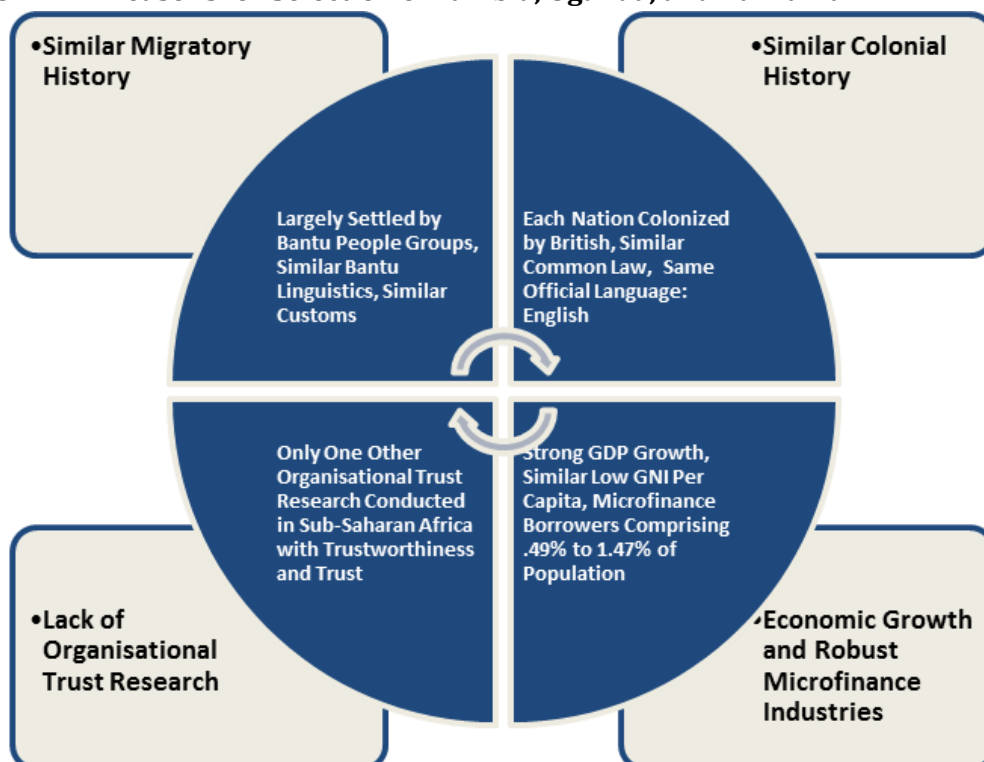 •Similar Migratory
History
•Similar Colonial
History
Largely Settled by
Bantu People Groups,
Similar Bantu
Linguistics, Similar
Customs
Each Nation Colonized
by British, Similar
Common Law, Same
Official Language:
English
Only One Other
Organisational Trust
Research Conducted
in Sub-Saharan Africa
with Trustworthiness
and Trust
Strong GDP Growth,
Similar Low GNI Per
Capita, Microfinance
Borrowers Comprising
.49% to 1.47% of
Population
•Lack of
Organisational
Trust Research
•Economic Growth
and Robust
Microfinance
Industries